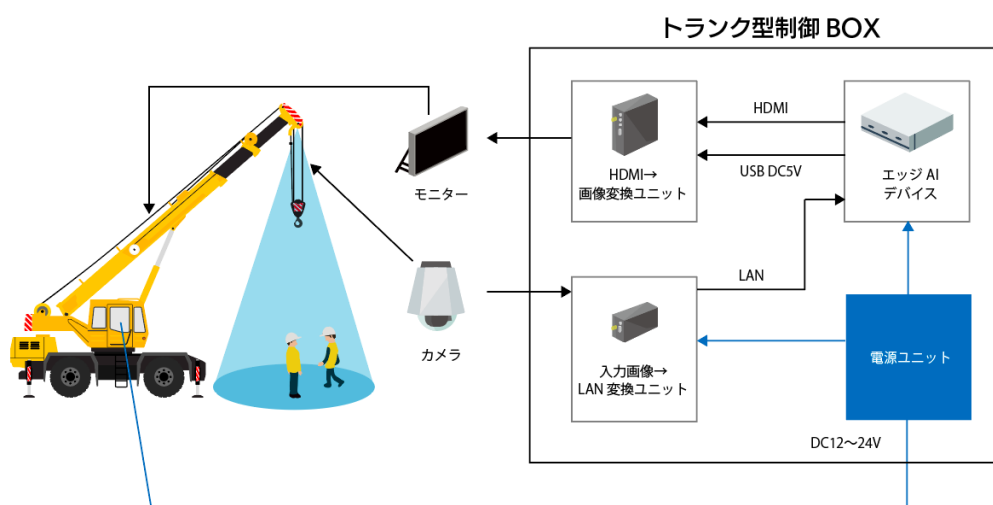 トランク型制御 BOX
HDMI
USB DC5V
HDMI→
画像変換ユニット
エッジ AI
デバイス
モニター
LAN
カメラ
入力画像→
LAN 変換ユニット
電源ユニット
DC12〜24V